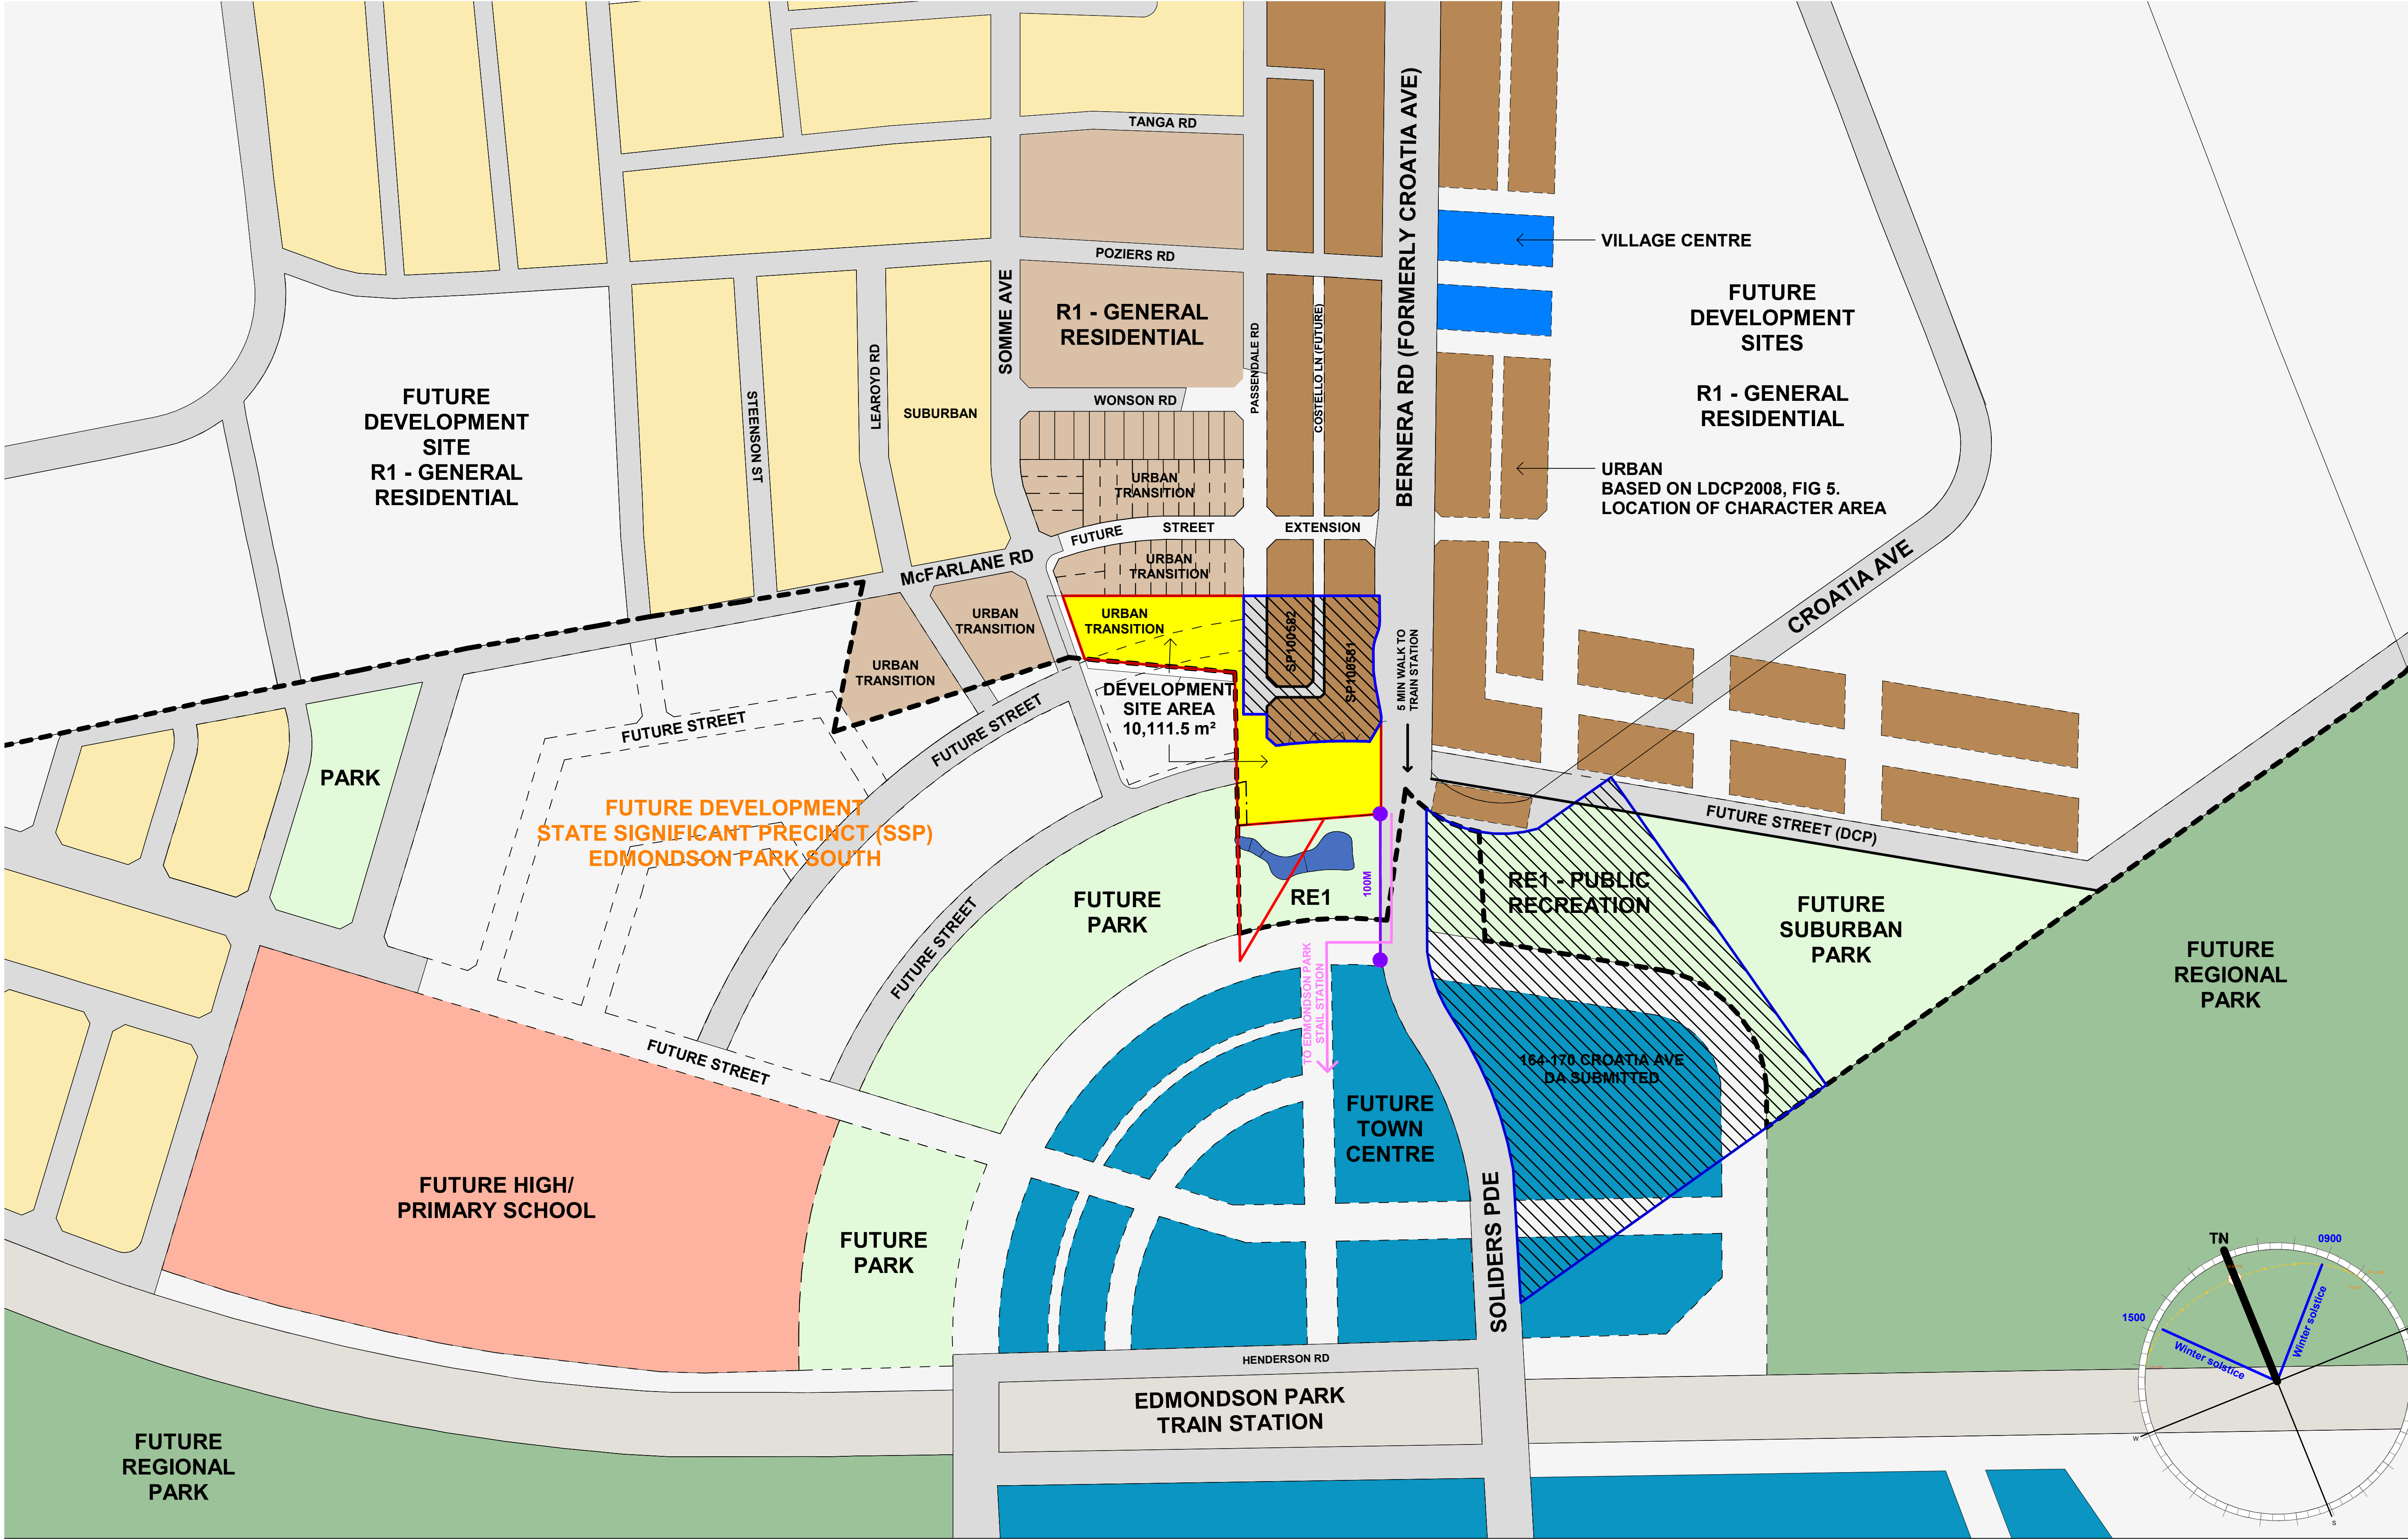 TANGA RD
BERNERA RD (FORMERLY CROATIA AVE)
VILLAGE CENTRE
POZIERS RD
SOMME AVE
R1 - GENERAL
RESIDENTIAL
PASSENDALE RD
COSTELLO LN (FUTURE)
FUTURE
DEVELOPMENT
SITES
R1 - GENERAL
RESIDENTIAL
FUTURE
DEVELOPMENT
SITE
R1 - GENERAL
RESIDENTIAL
STEENSON ST
LEAROYD RD
SUBURBAN
WONSON RD
URBAN
TRANSITION
URBAN
BASED ON LDCP2008, FIG 5.
LOCATION OF CHARACTER AREA
FUTURE
STREET
EXTENSION
McFARLANE RD
URBAN
TRANSITION
CROATIA AVE
URBAN
TRANSITION
URBAN
TRANSITION
URBAN
TRANSITION
SP100582
SP100581
5 MIN WALK TO
TRAIN STATION
DEVELOPMENT
SITE AREA
10,111.5 m²
FUTURE STREET
FUTURE STREET
PARK
FUTURE DEVELOPMENT
STATE SIGNIFICANT PRECINCT (SSP)
EDMONDSON PARK SOUTH
FUTURE STREET (DCP)
FUTURE
PARK
RE1
100M
RE1 - PUBLIC
RECREATION
FUTURE
SUBURBAN
PARK
FUTURE
REGIONAL
PARK
FUTURE STREET
TO EDMONDSON PARK
STAIL STATION
FUTURE STREET
164-170 CROATIA AVE
DA SUBMITTED
FUTURE
TOWN
CENTRE
FUTURE HIGH/
PRIMARY SCHOOL
FUTURE
PARK
SOLIDERS PDE
TN
0900
1500
Winter solstice
Winter solstice
W
S
HENDERSON RD
EDMONDSON PARK
TRAIN STATION
FUTURE
REGIONAL
PARK